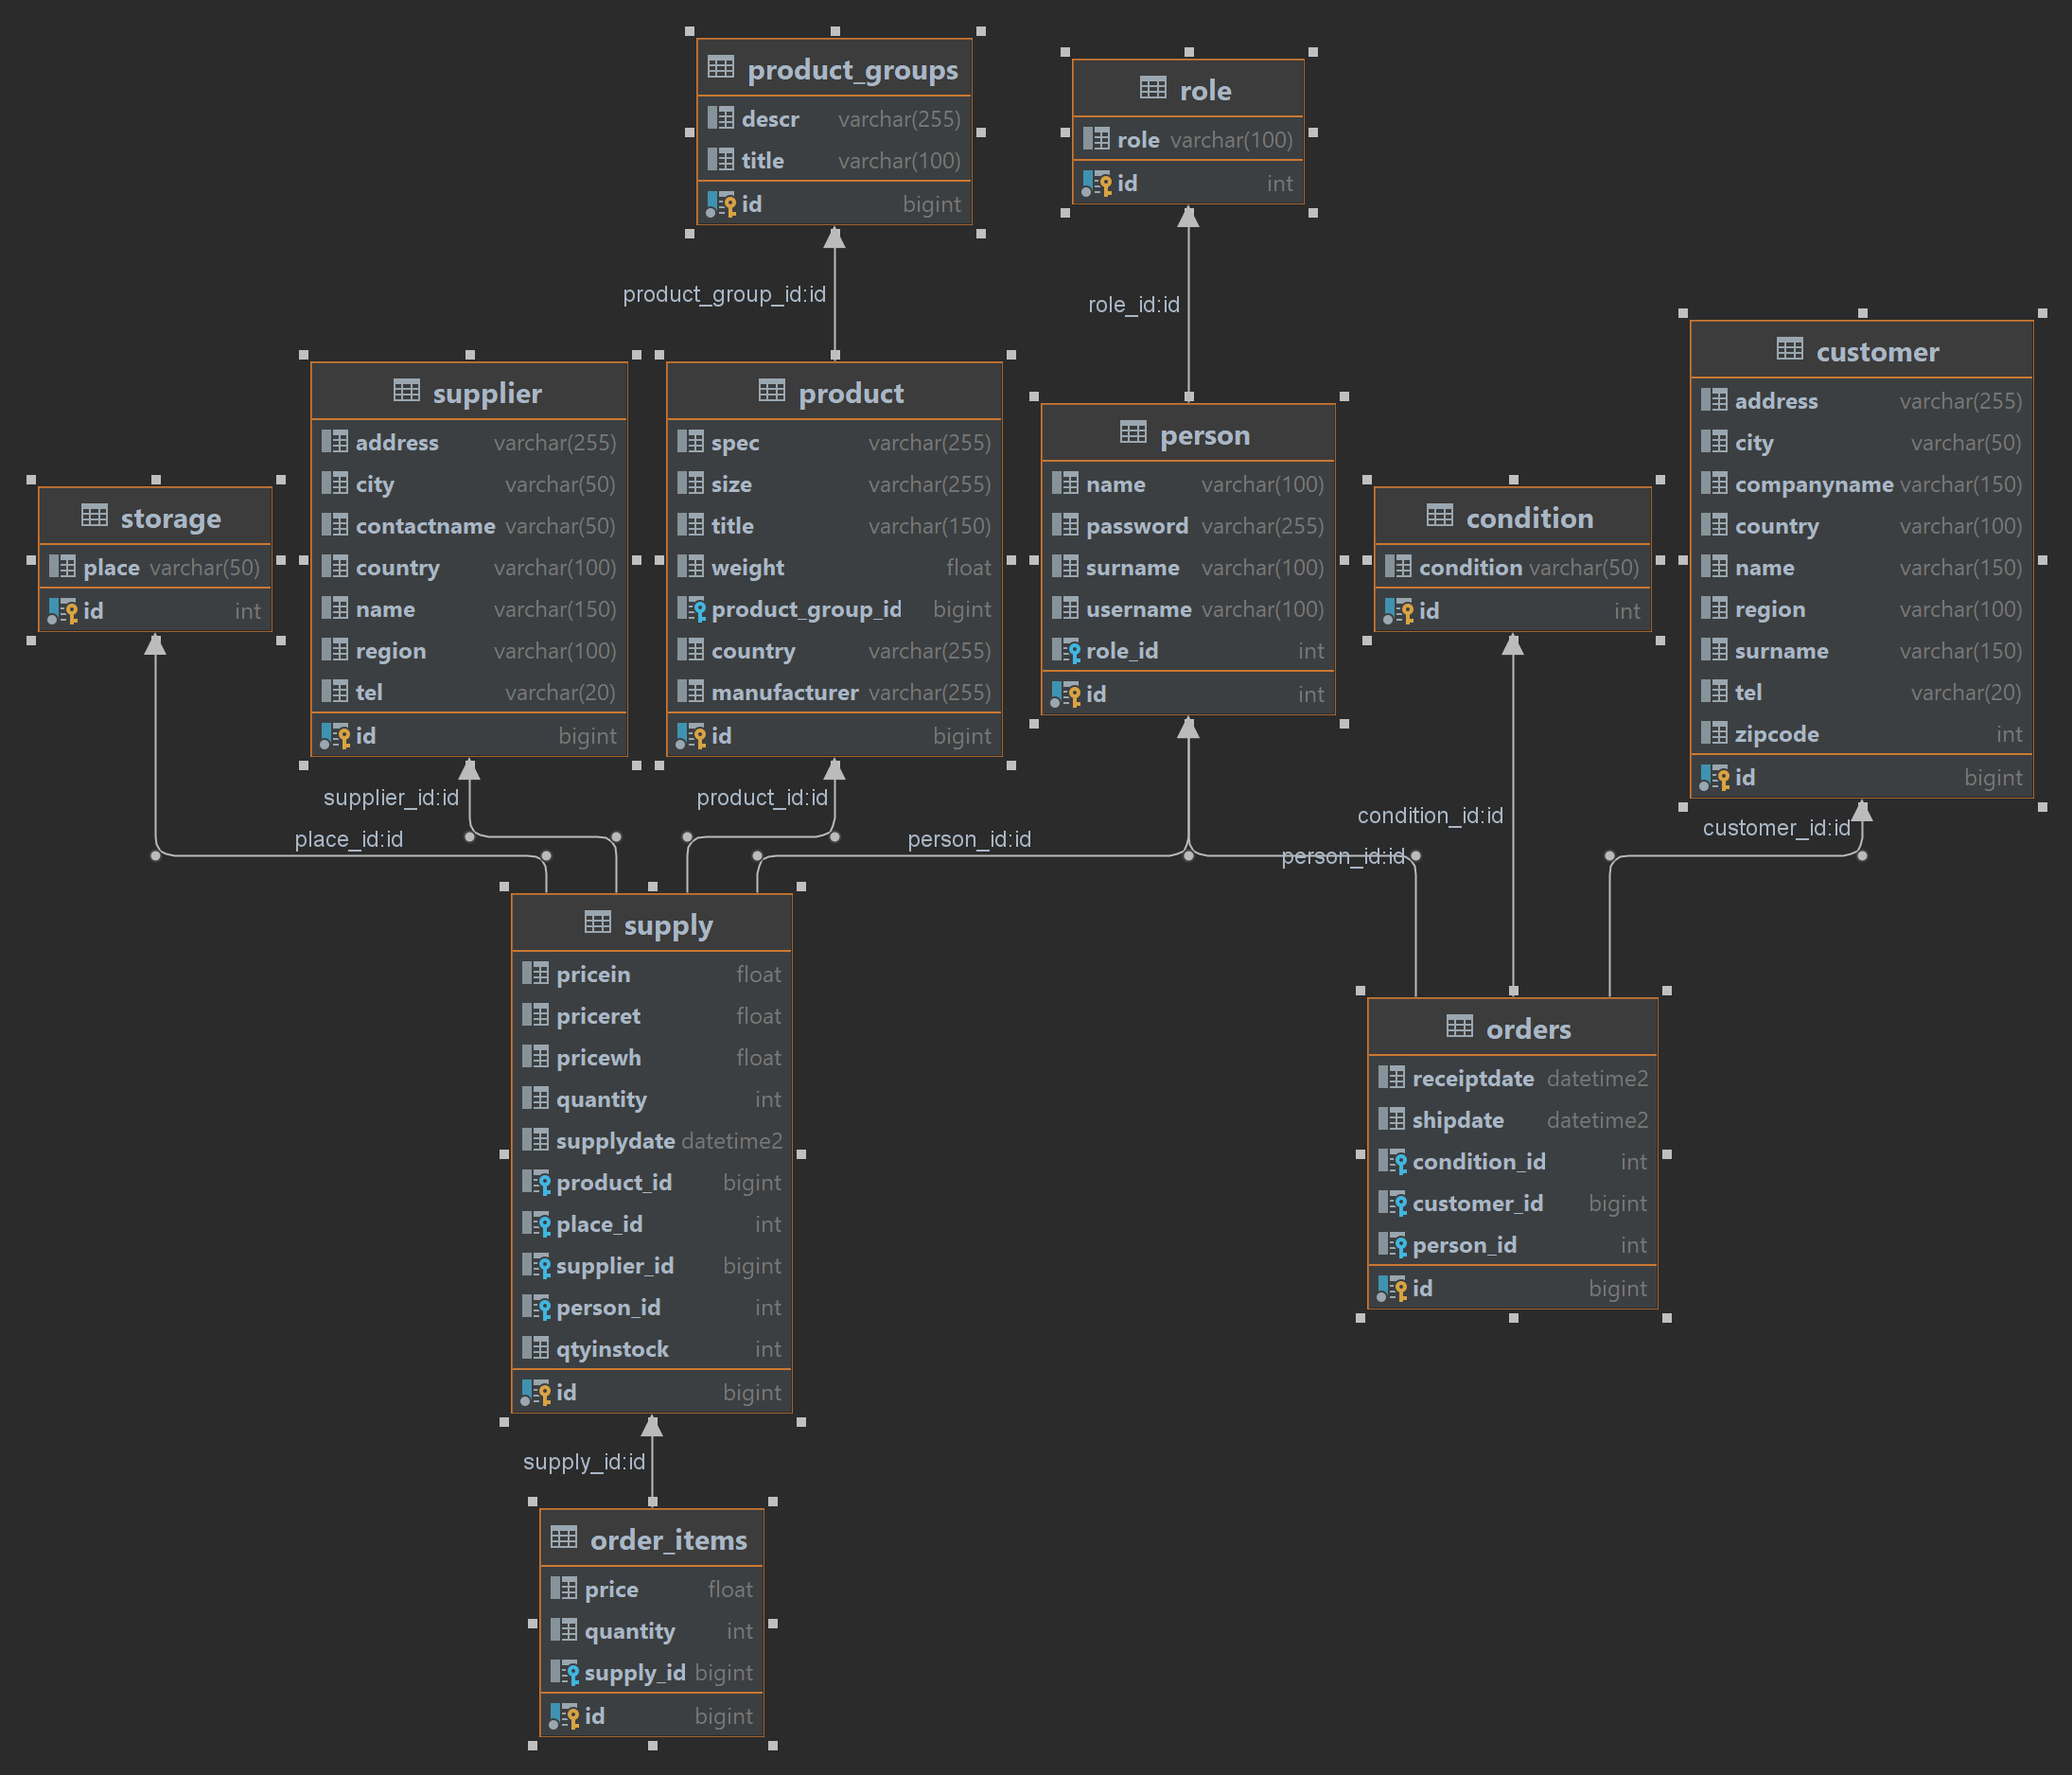 product_groups
descr varchar(255)
title varchar(100)
id bigint
role
role varchar(100)
id int
product_group_id:id
role_id:id
storage
place varchar(50)
id int
supplier
address varchar(255)
city varchar(50)
contactname varchar(50)
country varchar(100)
name varchar(150)
region varchar(100)
tel varchar(20)
id bigint
product
spec varchar(255)
size varchar(255)
title varchar(150)
weight float
product_group_id bigint
country varchar(255)
manufacturer varchar(255)
id bigint
person
name varchar(100)
password varchar(255)
surname varchar(100)
username varchar(100)
role_id int
id int
condition
condition varchar(50)
id int
customer
address varchar(255)
city varchar(50)
companyname varchar(150)
country varchar(100)
name varchar(150)
region varchar(100)
surname varchar(150)
tel varchar(20)
zipcode int
id bigint
supplier_id:id
product_id:id
place_id:id
person_id:id
person_id:id
condition_id:id
customer_id:id
supply
pricein float
priceret float
pricewh float
quantity int
supplydate datetime2
product_id bigint
place_id int
supplier_id bigint
person_id int
qtyinstock int
id bigint
orders
receiptdate datetime2
shipdate datetime2
condition_id int
customer_id bigint
person_id int
id bigint
supply_id:id
order_items
price float
quantity int
supply_id bigint
id bigint